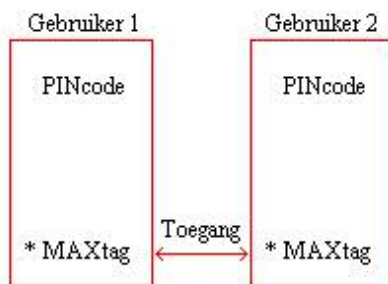 Gebruiker 1 Gebruiker 2
PINcode PINcode
Toegang
* MAXtag * MAXtag